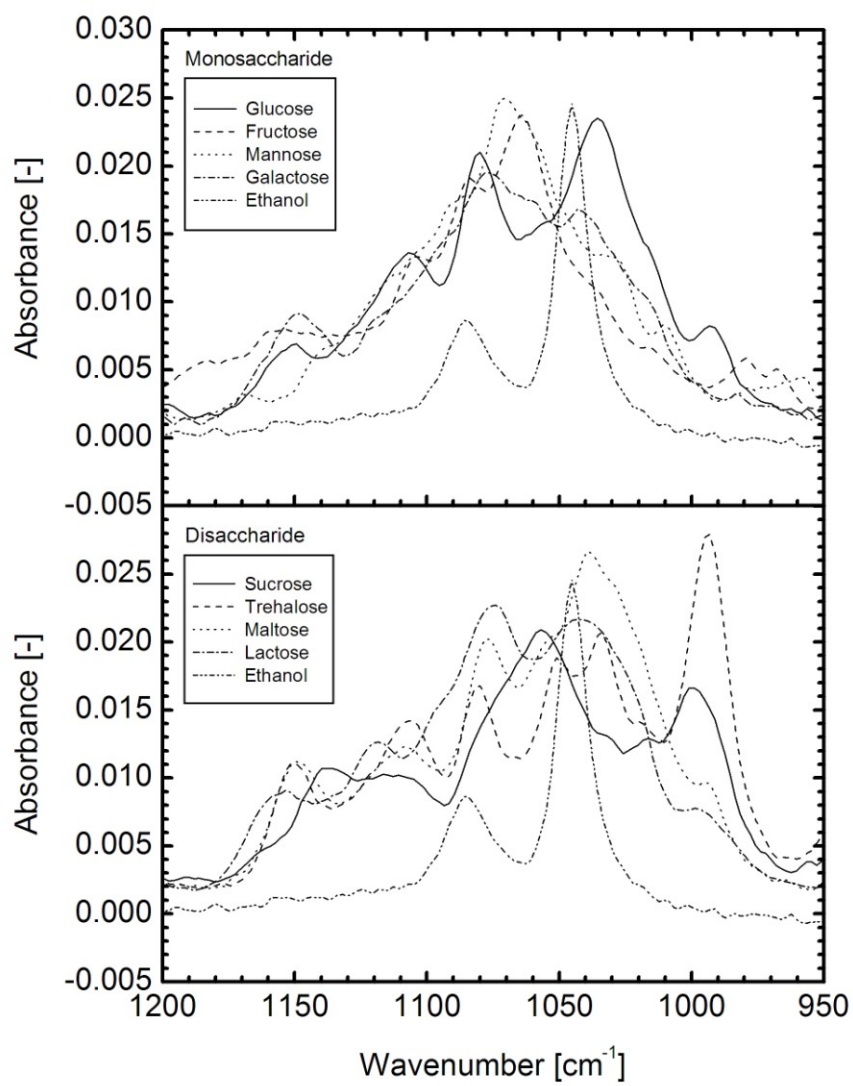 0.030
Monosaccharide
0.025
Glucose
Fructose
0.020
Mannose
Galactose
Ethanol
0.015
Absorbance [-]
0.010
0.005
0.000
-0.005
Disaccharide
0.025
Sucrose
Trehalose
0.020
Maltose
Lactose
Ethanol
0.015
Absorbance [-]
0.010
0.005
0.000
-0.005
1200 1150 1100 1050 1000 950
Wavenumber [cm⁻¹]